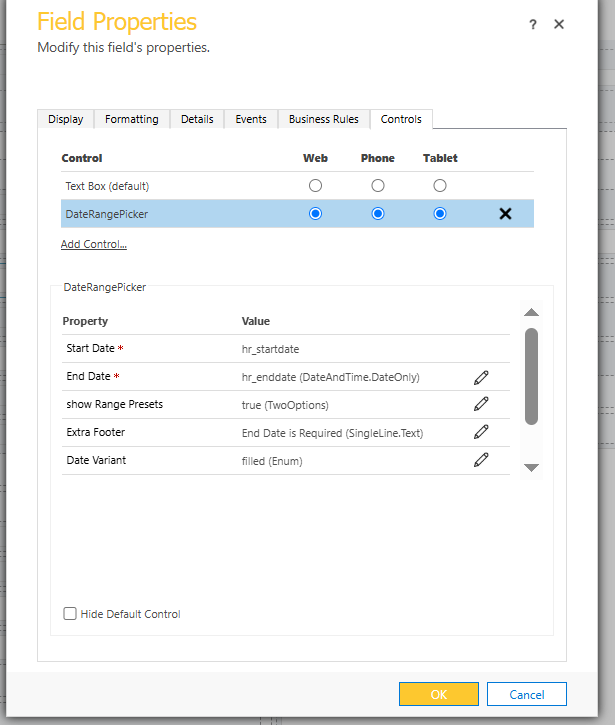 Field Properties
? ✕
Modify this field's properties.
Display Formatting Details Events Business Rules Controls
Control Web Phone Tablet
Text Box (default)
DateRangePicker
Add Control...
DateRangePicker
Property Value
Start Date * hr_startdate
End Date * hr_enddate (DateAndTime.DateOnly)
show Range Presets true (TwoOptions)
Extra Footer End Date is Required (SingleLine.Text)
Date Variant filled (Enum)
Hide Default Control
OK Cancel